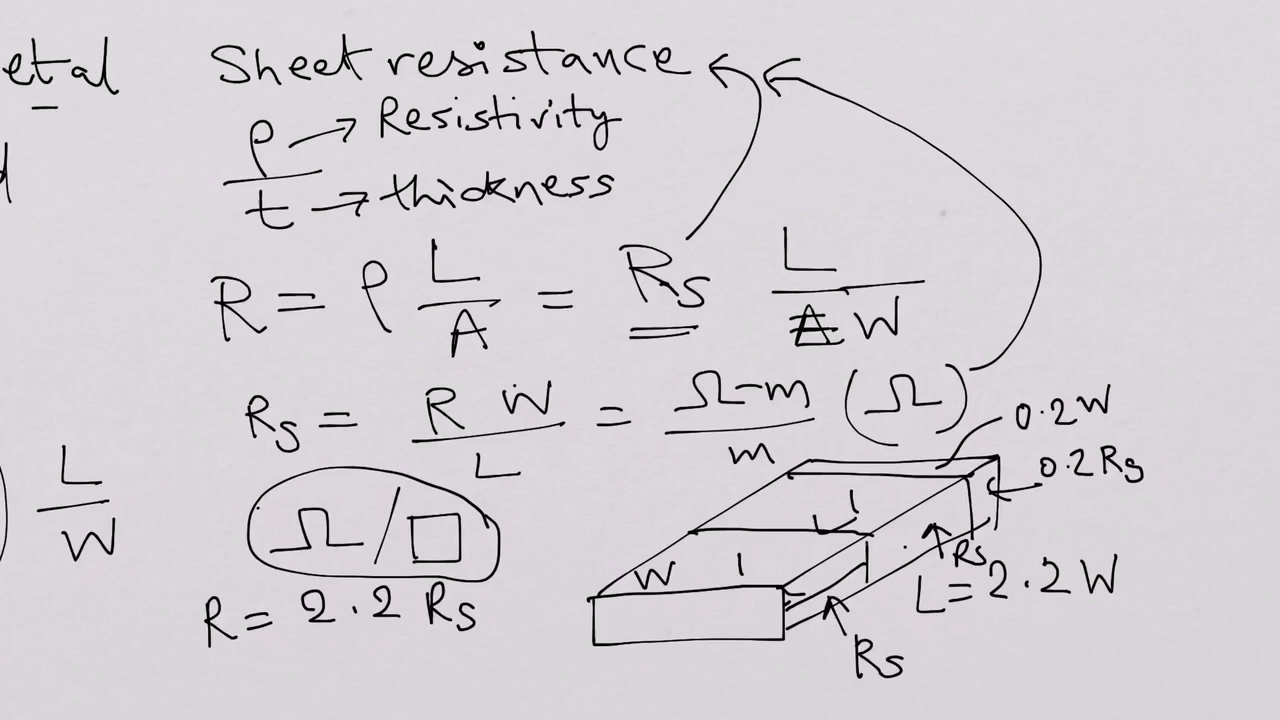 etal
d
L
W
Sheet resistance
ρ → Resistivity
t → thickness
R = ρ L/A = Rs L/W
Rs = R W/L = Ω-m/m (Ω)
Ω/□
R = 2.2 Rs
0.2W
0.2Rs
W 1
1
Rs
L = 2.2W
Rs